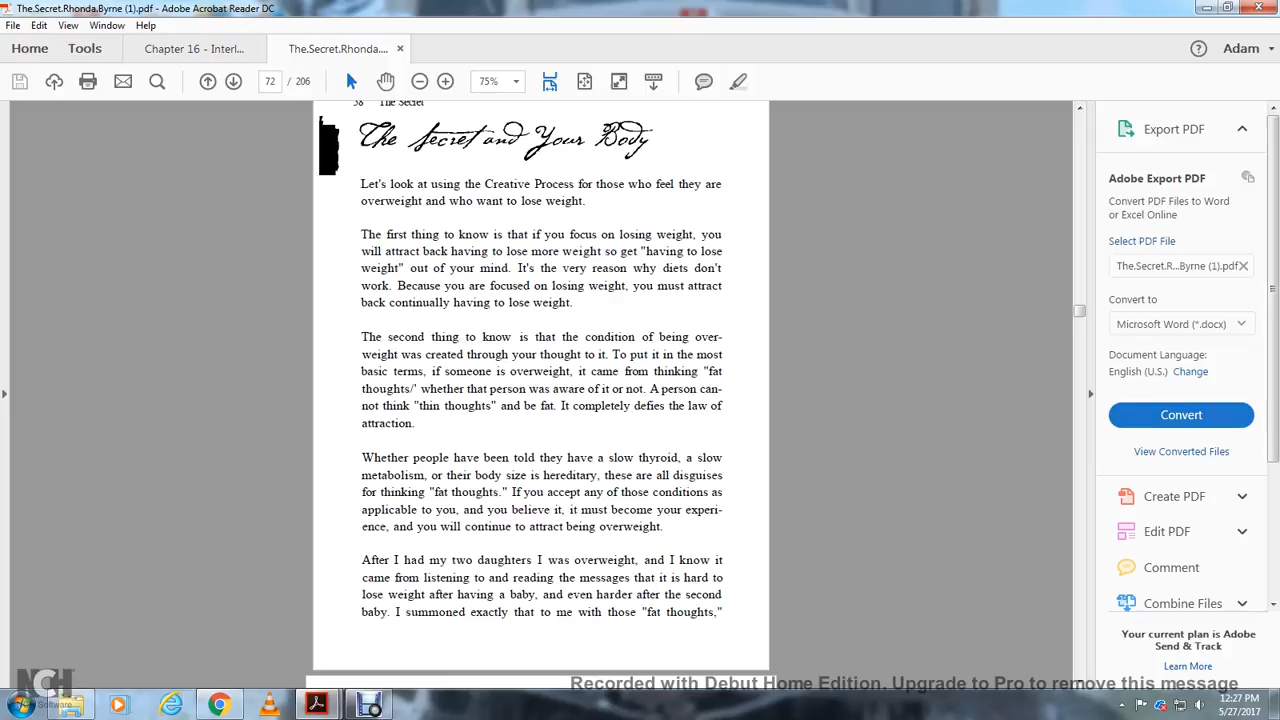 The.Secret.Rhonda.Byrne (1).pdf - Adobe Acrobat Reader DC
File Edit View Window Help
Home Tools Chapter 16 - Interl... The.Secret.Rhonda.... × Adam
72 / 206 75%
58 The Secret
The Secret and Your Body
Let's look at using the Creative Process for those who feel they are
overweight and who want to lose weight.
The first thing to know is that if you focus on losing weight, you
will attract back having to lose more weight so get "having to lose
weight" out of your mind. It's the very reason why diets don't
work. Because you are focused on losing weight, you must attract
back continually having to lose weight.
The second thing to know is that the condition of being over-
weight was created through your thought to it. To put it in the most
basic terms, if someone is overweight, it came from thinking "fat
thoughts/' whether that person was aware of it or not. A person can-
not think "thin thoughts" and be fat. It completely defies the law of
attraction.
Whether people have been told they have a slow thyroid, a slow
metabolism, or their body size is hereditary, these are all disguises
for thinking "fat thoughts." If you accept any of those conditions as
applicable to you, and you believe it, it must become your experi-
ence, and you will continue to attract being overweight.
After I had my two daughters I was overweight, and I know it
came from listening to and reading the messages that it is hard to
lose weight after having a baby, and even harder after the second
baby. I summoned exactly that to me with those "fat thoughts,"
Export PDF
Adobe Export PDF
Convert PDF Files to Word
or Excel Online
Select PDF File
The.Secret.R...Byrne (1).pdf
Convert to
Microsoft Word (*.docx)
Document Language:
English (U.S.) Change
Convert
View Converted Files
Create PDF
Edit PDF
Comment
Combine Files
Your current plan is Adobe
Send & Track
Learn More
NCH
Software
Recorded with Debut Home Edition. Upgrade to Pro to remove this message
12:27 PM
5/27/2017